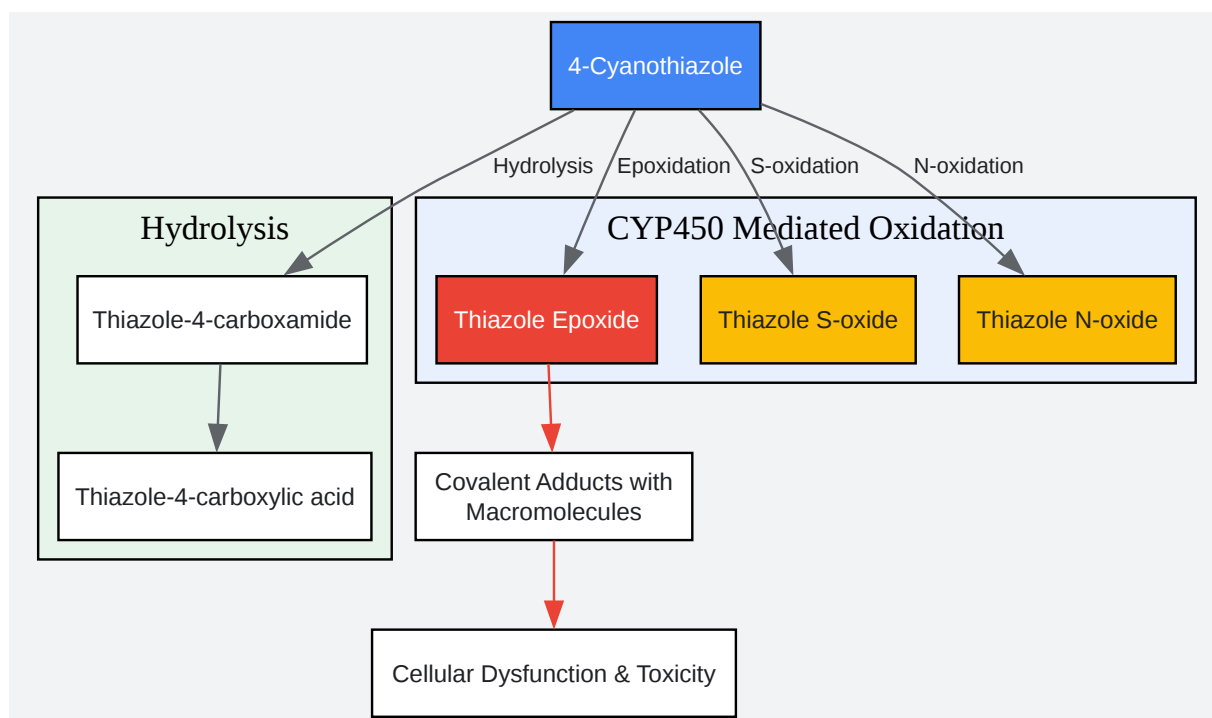 4-Cyanothiazole
Hydrolysis
Epoxidation
S-oxidation
N-oxidation
Hydrolysis
CYP450 Mediated Oxidation
Thiazole-4-carboxamide
Thiazole Epoxide
Thiazole S-oxide
Thiazole N-oxide
Thiazole-4-carboxylic acid
Covalent Adducts with
Macromolecules
Cellular Dysfunction & Toxicity